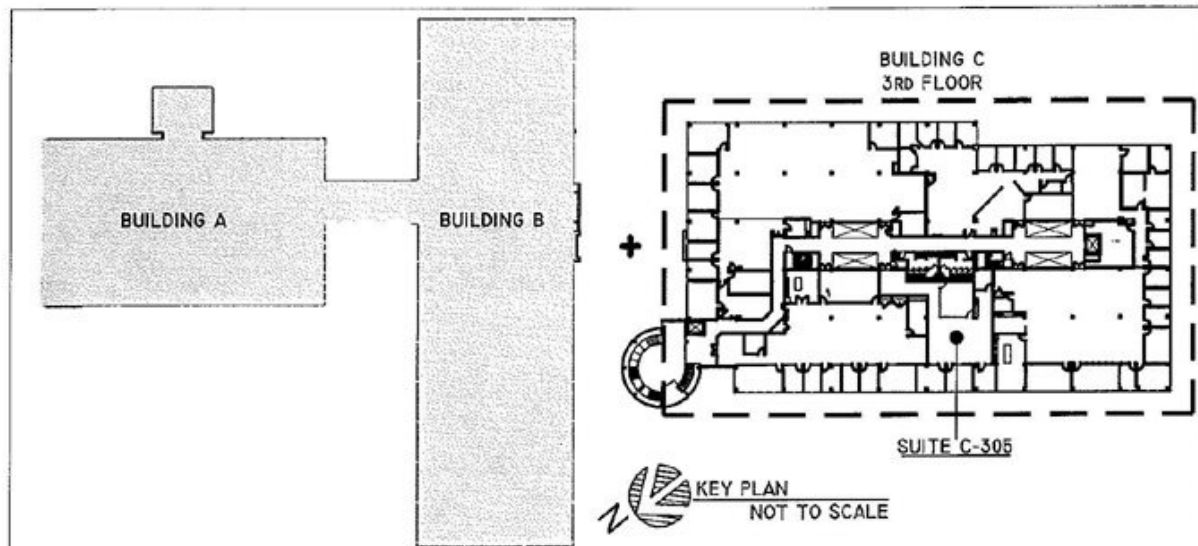 BUILDING C
3RD FLOOR
BUILDING A
BUILDING B
SUITE C-305
N
KEY PLAN
NOT TO SCALE